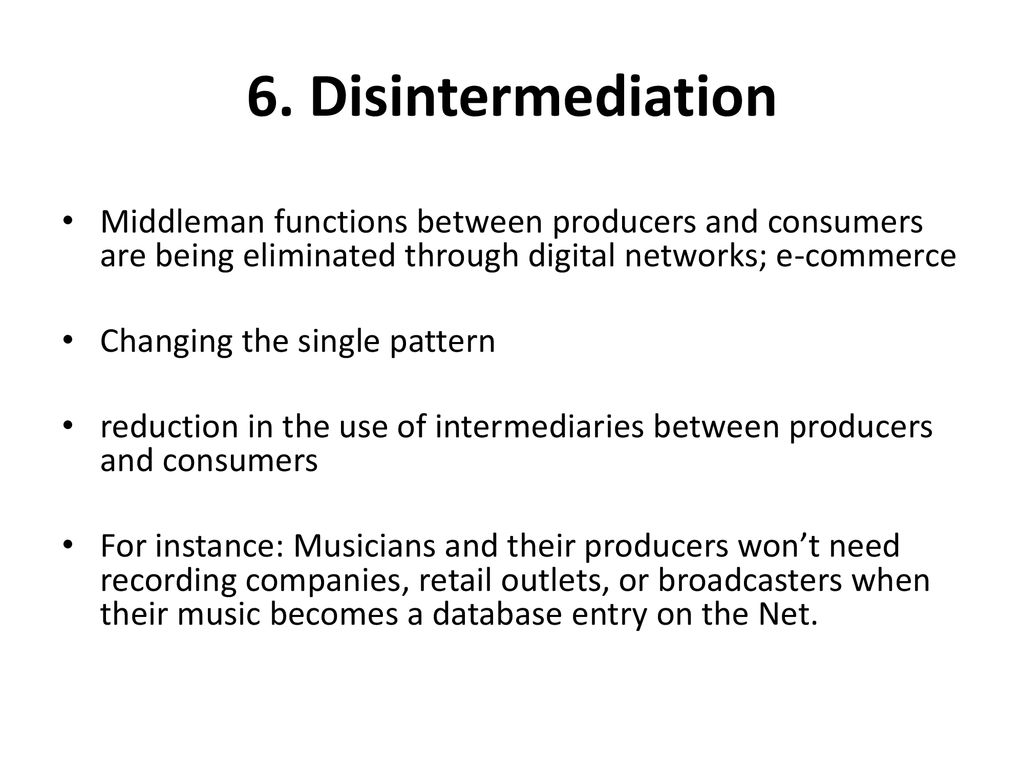 6. Disintermediation
• Middleman functions between producers and consumers
are being eliminated through digital networks; e-commerce
• Changing the single pattern
• reduction in the use of intermediaries between producers
and consumers
• For instance: Musicians and their producers won’t need
recording companies, retail outlets, or broadcasters when
their music becomes a database entry on the Net.